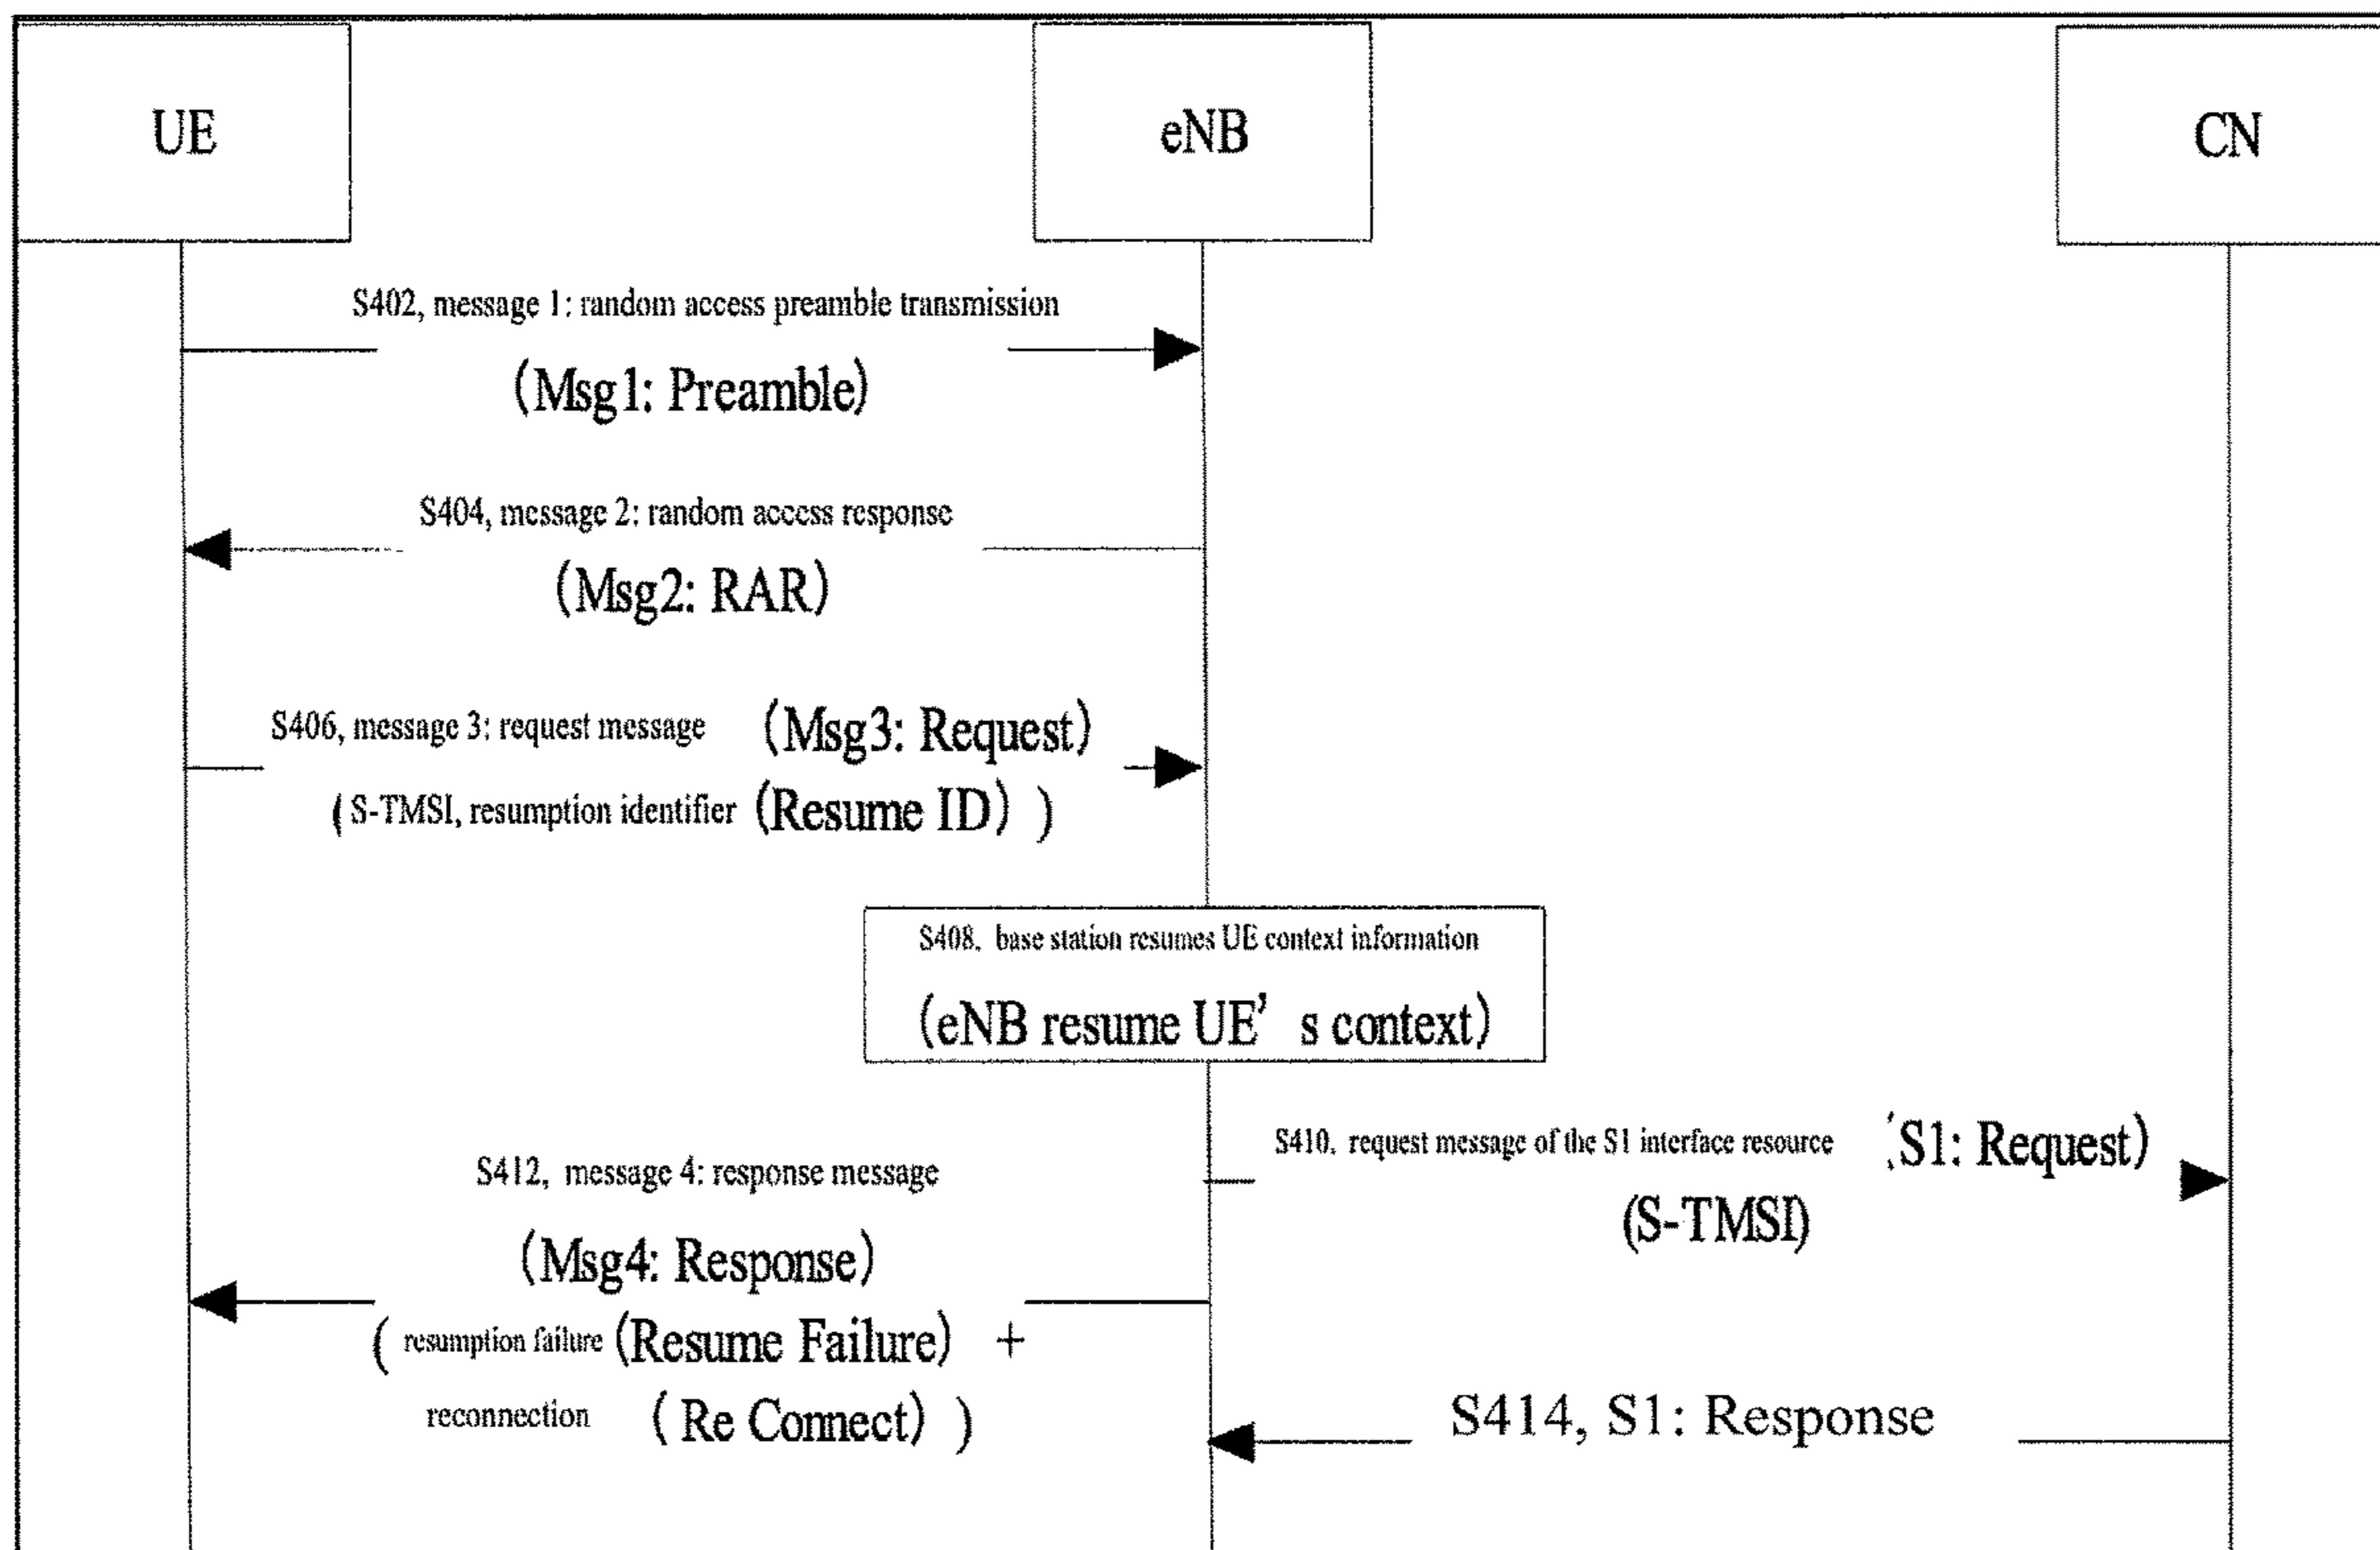 UE
eNB
CN
S402, message 1: random access preamble transmission
(Msg1: Preamble)
S404, message 2: random access response
(Msg2: RAR)
S406, message 3: request message (Msg3: Request)
( S-TMSI, resumption identifier (Resume ID) )
S408, base station resumes UE context information
(eNB resume UE's context)
S410, request message of the S1 interface resource (S1: Request)
(S-TMSI)
S412, message 4: response message
(Msg4: Response)
( resumption failure (Resume Failure) +
reconnection ( Re Connect) )
S414, S1: Response